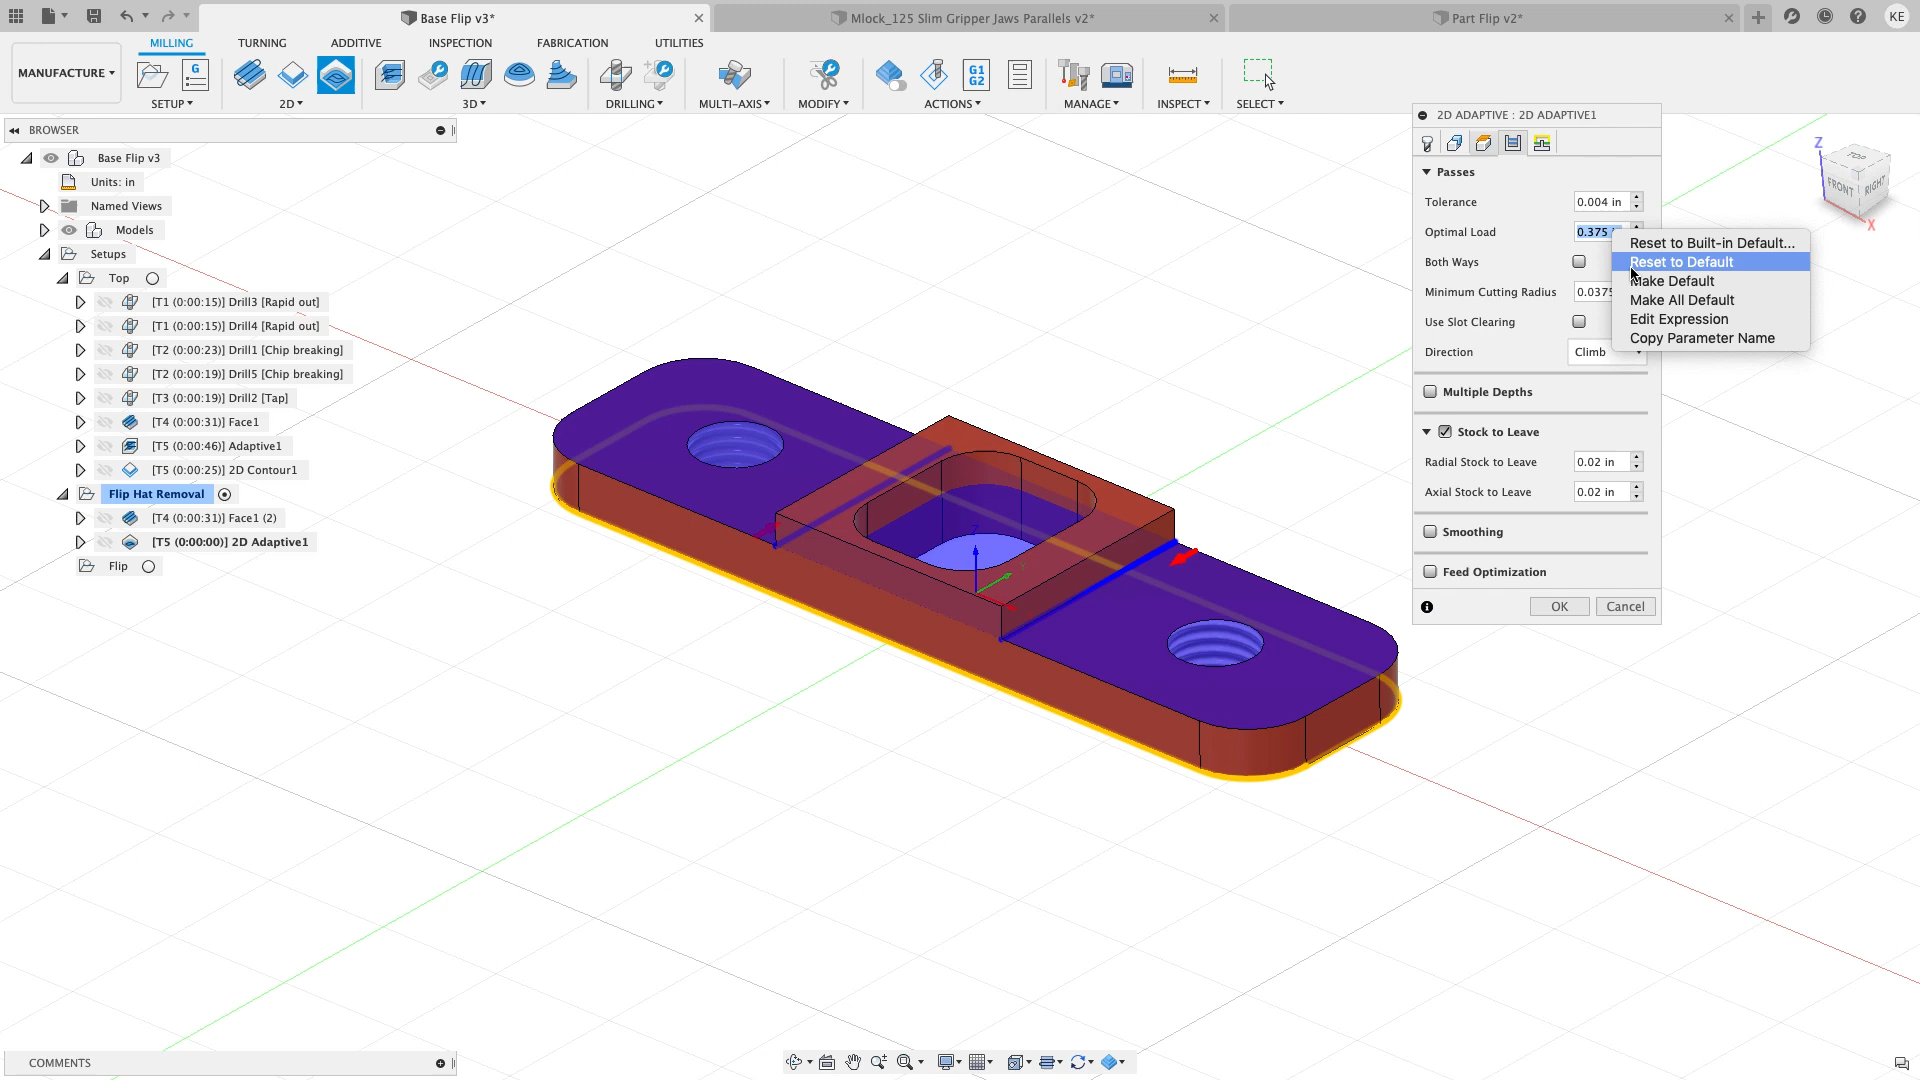 Base Flip v3*
Mlock_125 Slim Gripper Jaws Parallels v2*
Part Flip v2*
KE
MILLING
TURNING
ADDITIVE
INSPECTION
FABRICATION
UTILITIES
MANUFACTURE
G
G1
G2
SETUP
2D
3D
DRILLING
MULTI-AXIS
MODIFY
ACTIONS
MANAGE
INSPECT
SELECT
BROWSER
Base Flip v3
Units: in
Named Views
Models
Setups
Top
[T1 (0:00:15)] Drill3 [Rapid out]
[T1 (0:00:15)] Drill4 [Rapid out]
[T2 (0:00:23)] Drill1 [Chip breaking]
[T2 (0:00:19)] Drill5 [Chip breaking]
[T3 (0:00:19)] Drill2 [Tap]
[T4 (0:00:31)] Face1
[T5 (0:00:46)] Adaptive1
[T5 (0:00:25)] 2D Contour1
Flip Hat Removal
[T4 (0:00:31)] Face1 (2)
[T5 (0:00:00)] 2D Adaptive1
Flip
2D ADAPTIVE : 2D ADAPTIVE1
Passes
Tolerance 0.004 in
Optimal Load 0.375
Both Ways
Minimum Cutting Radius 0.0375
Use Slot Clearing
Direction Climb
Multiple Depths
Stock to Leave
Radial Stock to Leave 0.02 in
Axial Stock to Leave 0.02 in
Smoothing
Feed Optimization
OK Cancel
Reset to Built-in Default...
Reset to Default
Make Default
Make All Default
Edit Expression
Copy Parameter Name
Z
TOP
FRONT
RIGHT
X
Z
COMMENTS